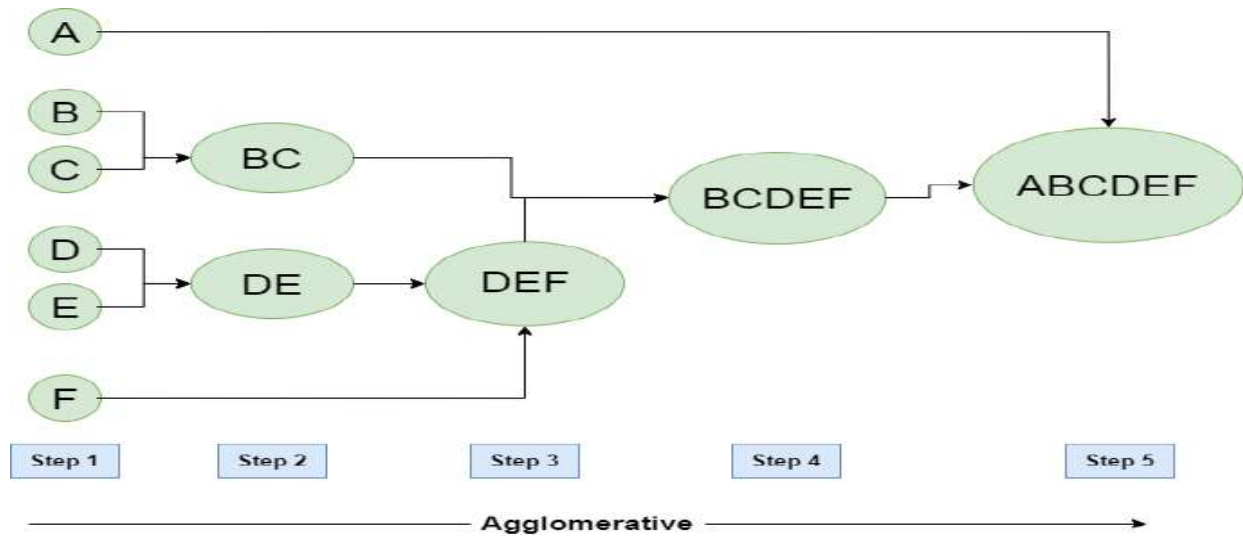 A
B
C
BC
D
E
DE
F
DEF
BCDEF
ABCDEF
Step 1
Step 2
Step 3
Step 4
Step 5
Agglomerative